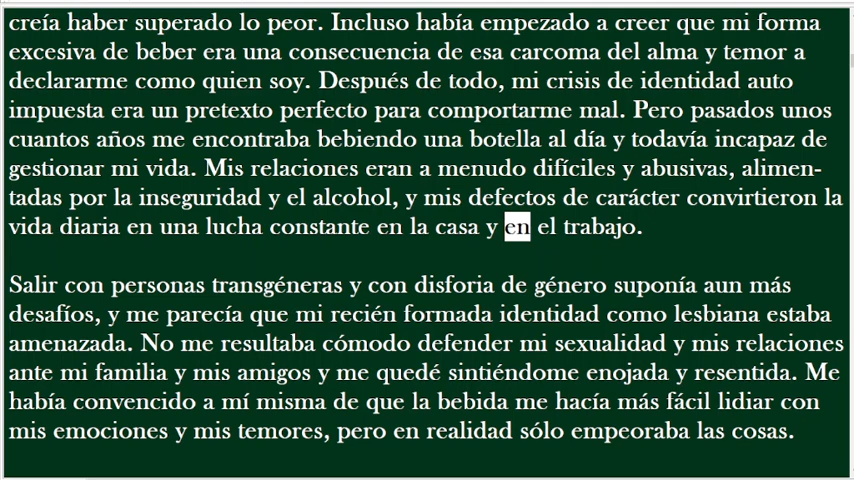 creía haber superado lo peor. Incluso había empezado a creer que mi forma
excesiva de beber era una consecuencia de esa carcoma del alma y temor a
declararme como quien soy. Después de todo, mi crisis de identidad auto
impuesta era un pretexto perfecto para comportarme mal. Pero pasados unos
cuantos años me encontraba bebiendo una botella al día y todavía incapaz de
gestionar mi vida. Mis relaciones eran a menudo difíciles y abusivas, alimen-
tadas por la inseguridad y el alcohol, y mis defectos de carácter convirtieron la
vida diaria en una lucha constante en la casa y en el trabajo.
Salir con personas transgéneras y con disforia de género suponía aun más
desafíos, y me parecía que mi recién formada identidad como lesbiana estaba
amenazada. No me resultaba cómodo defender mi sexualidad y mis relaciones
ante mi familia y mis amigos y me quedé sintiéndome enojada y resentida. Me
había convencido a mí misma de que la bebida me hacía más fácil lidiar con
mis emociones y mis temores, pero en realidad sólo empeoraba las cosas.